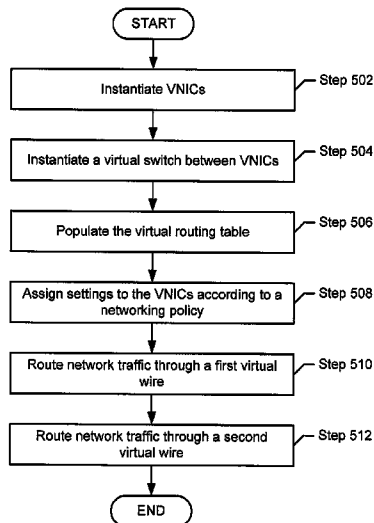 START
Instantiate VNICs
Step 502
Instantiate a virtual switch between VNICs
Step 504
Populate the virtual routing table
Step 506
Assign settings to the VNICs according to a
networking policy
Step 508
Route network traffic through a first virtual
wire
Step 510
Route network traffic through a second
virtual wire
Step 512
END